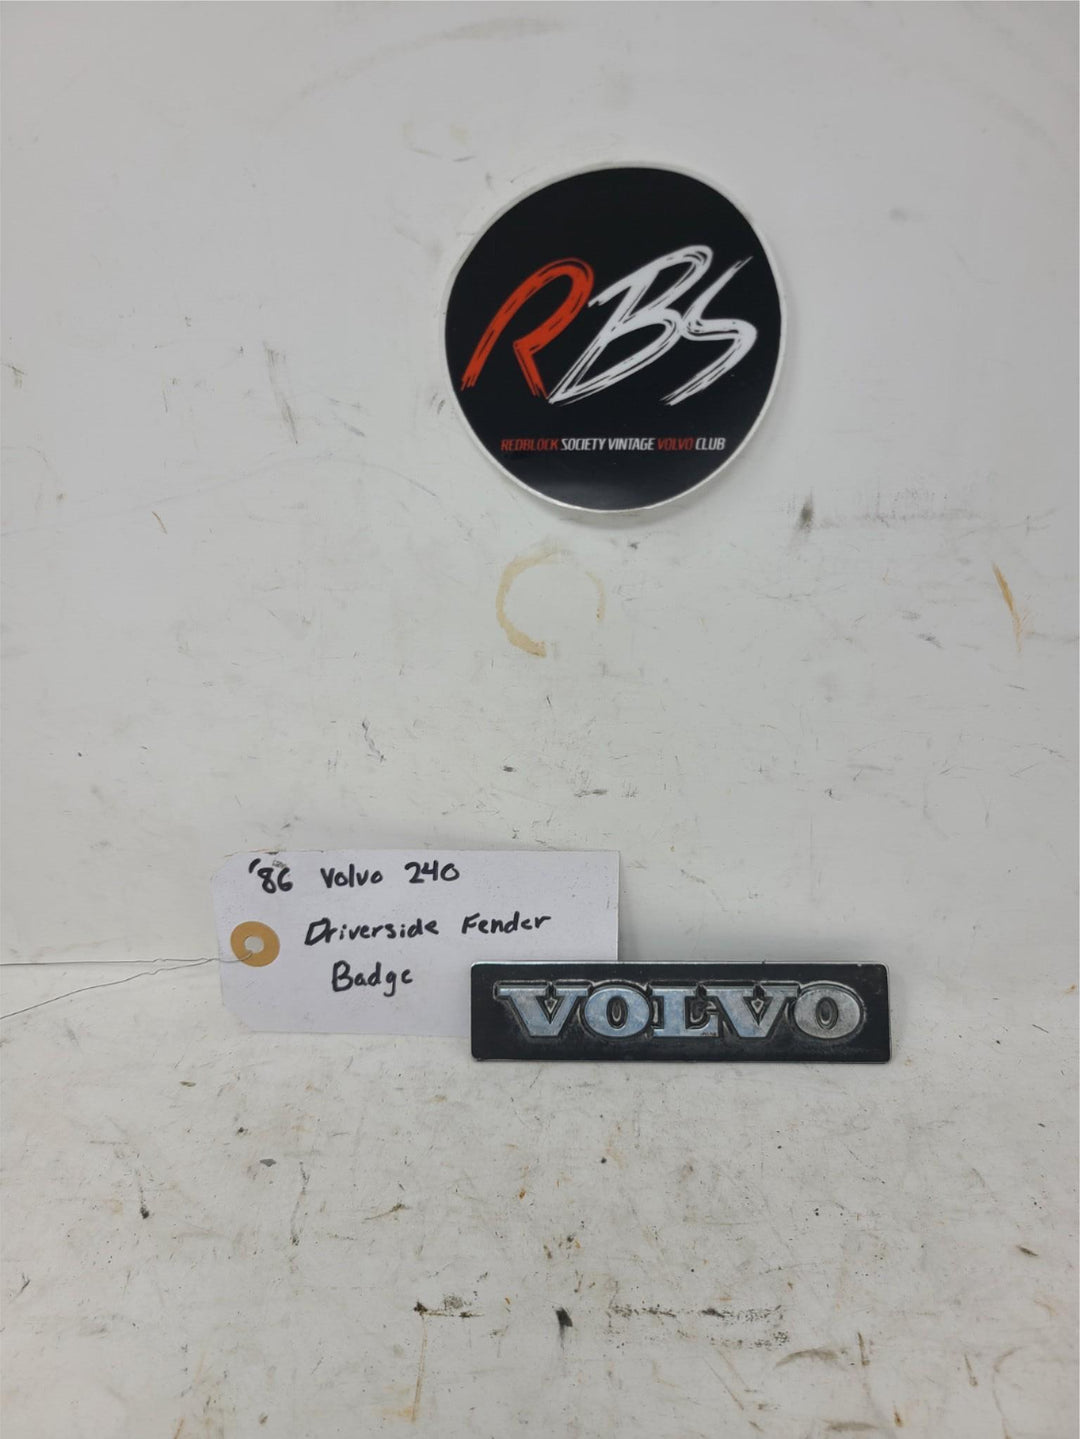 RBS
REDBLOCK SOCIETY VINTAGE VOLVO CLUB
'86 Volvo 240
Driverside Fender
Badge
VOLVO